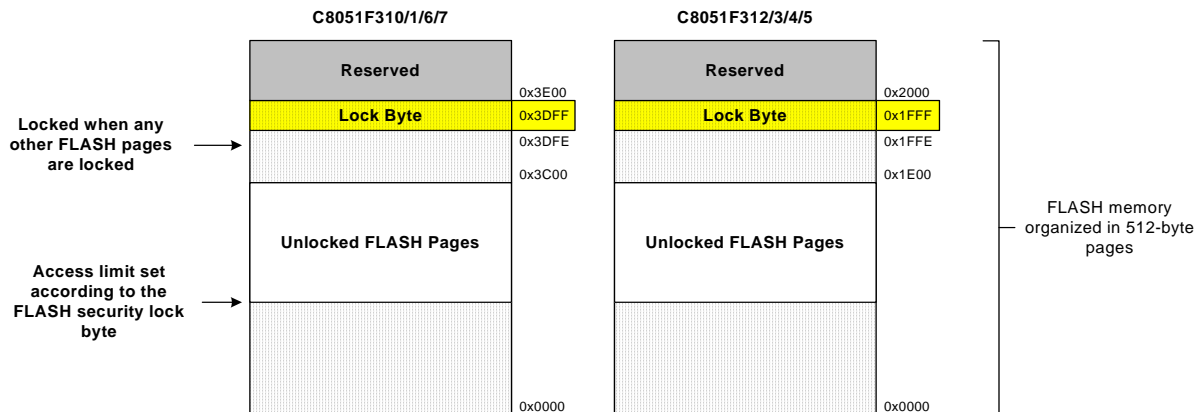 C8051F310/1/6/7
C8051F312/3/4/5
Reserved
0x3E00
Lock Byte
0x3DFF
0x3DFE
0x3C00
Unlocked FLASH Pages
0x0000
Reserved
0x2000
Lock Byte
0x1FFF
0x1FFE
0x1E00
Unlocked FLASH Pages
0x0000
Locked when any
other FLASH pages
are locked
Access limit set
according to the
FLASH security lock
byte
FLASH memory
organized in 512-byte
pages